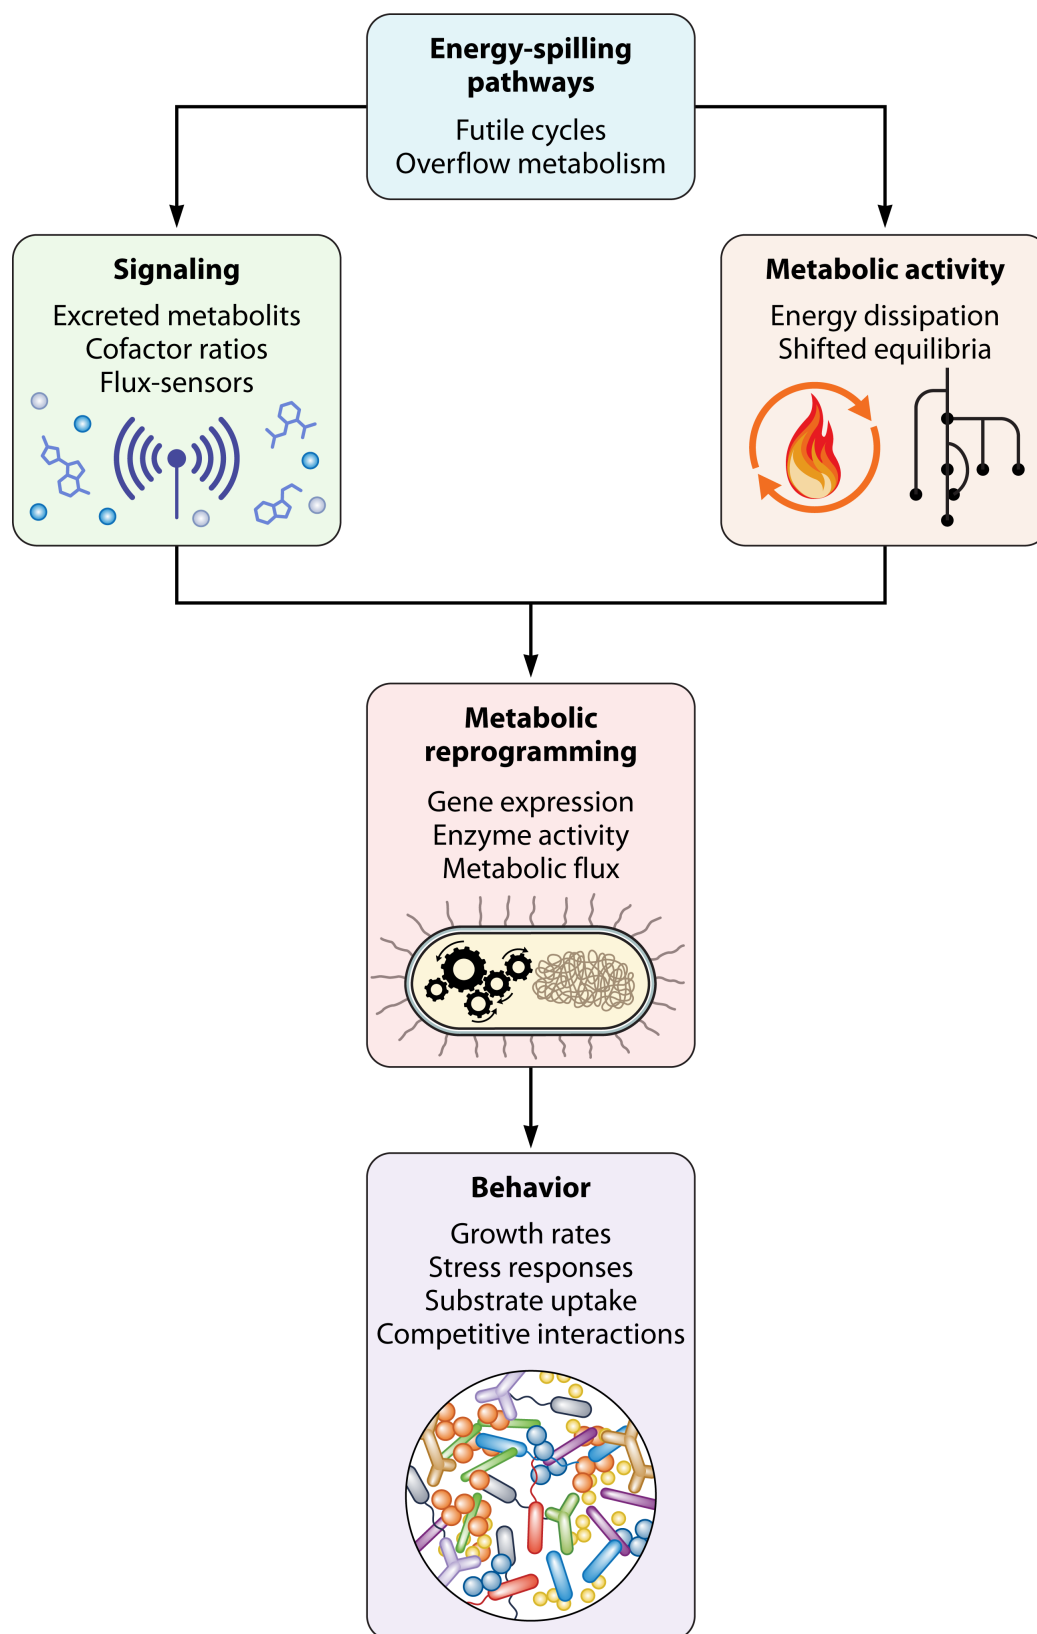 Energy-spilling
pathways
Futile cycles
Overflow metabolism
Signaling
Excreted metabolits
Cofactor ratios
Flux-sensors
Metabolic activity
Energy dissipation
Shifted equilibria
Metabolic
reprogramming
Gene expression
Enzyme activity
Metabolic flux
Behavior
Growth rates
Stress responses
Substrate uptake
Competitive interactions